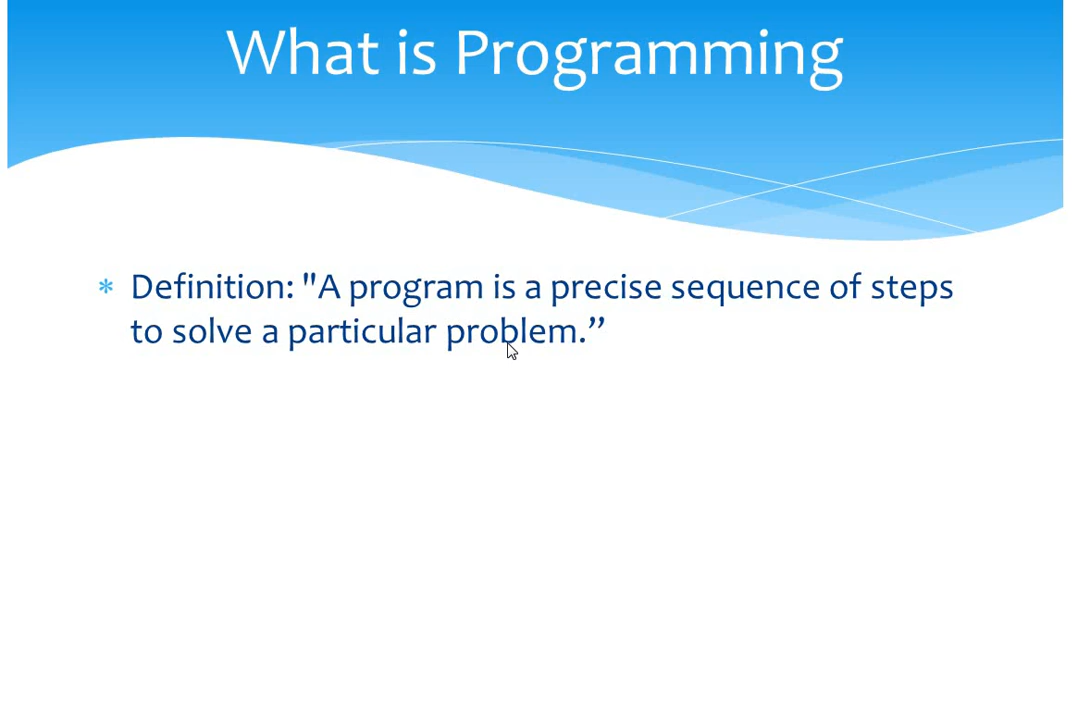 What is Programming
Definition: "A program is a precise sequence of steps
to solve a particular problem.”